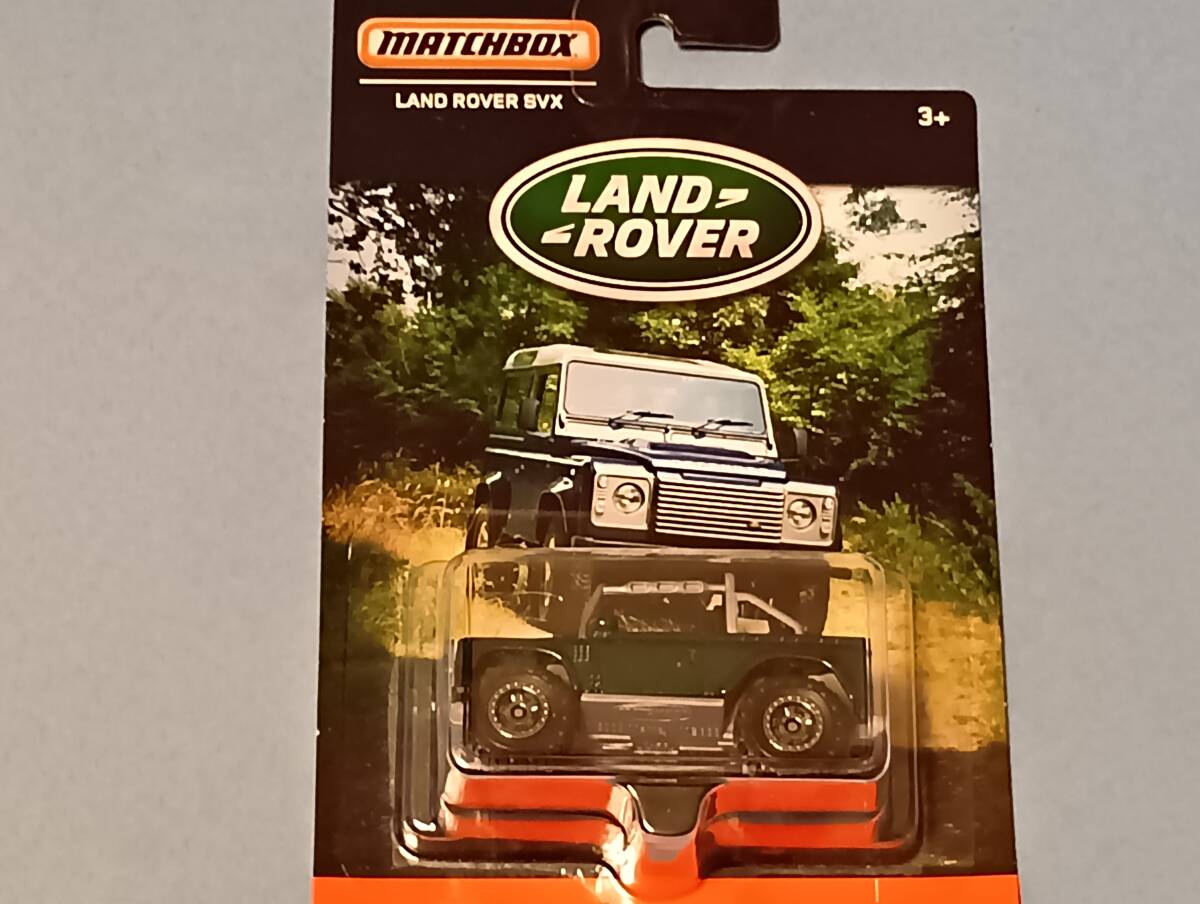 MATCHBOX
LAND ROVER SVX
3+
LAND
ROVER